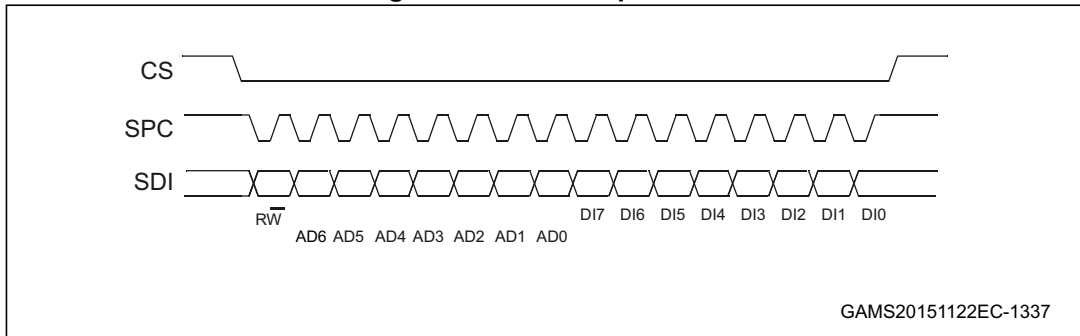 CS
SPC
SDI
RW
DI7 DI6 DI5 DI4 DI3 DI2 DI1 DI0
AD6 AD5 AD4 AD3 AD2 AD1 AD0
GAMS20151122EC-1337